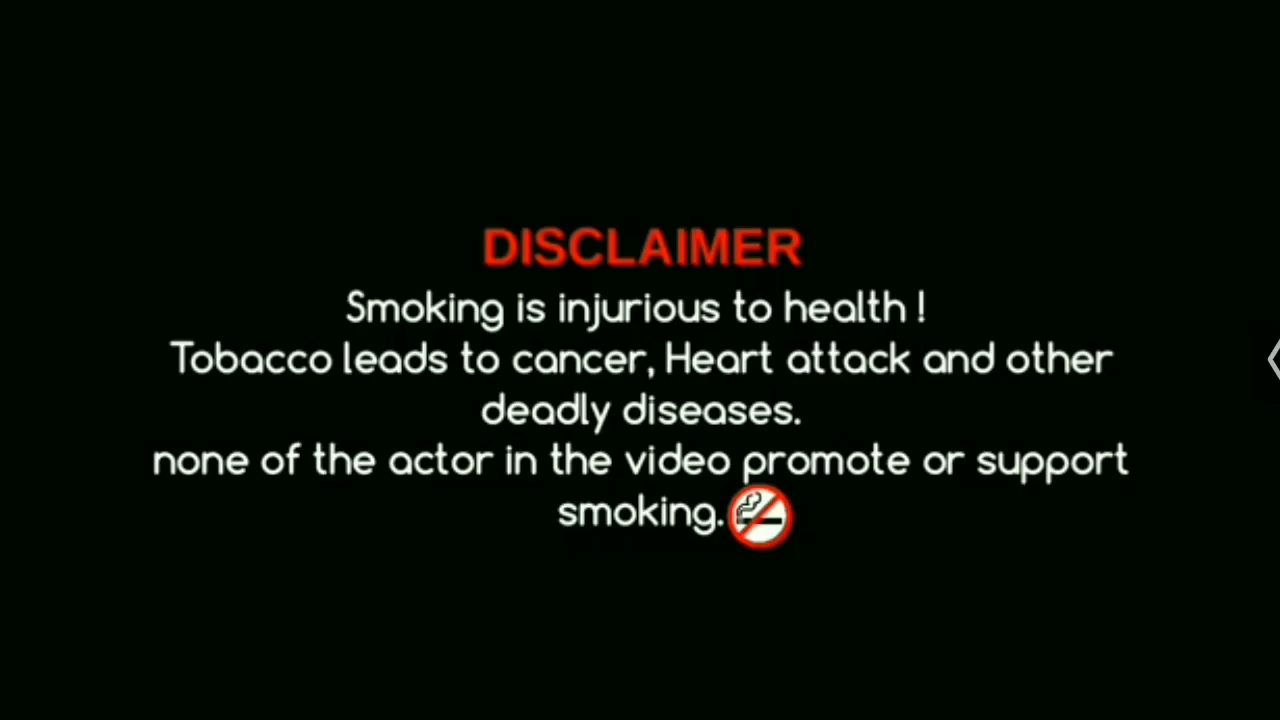 DISCLAIMER
Smoking is injurious to health !
Tobacco leads to cancer, Heart attack and other
deadly diseases.
none of the actor in the video promote or support
smoking.